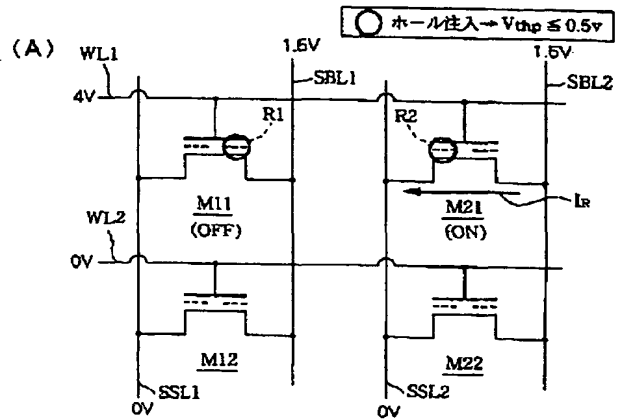 ホール注入→Vthp ≤ 0.5v
(A)
WL1
1.6V
SBL1
1.5V
SBL2
4V
R1
R2
M11
(OFF)
M21
(ON)
IR
WL2
0V
M12
M22
SSL1
0V
SSL2
0V